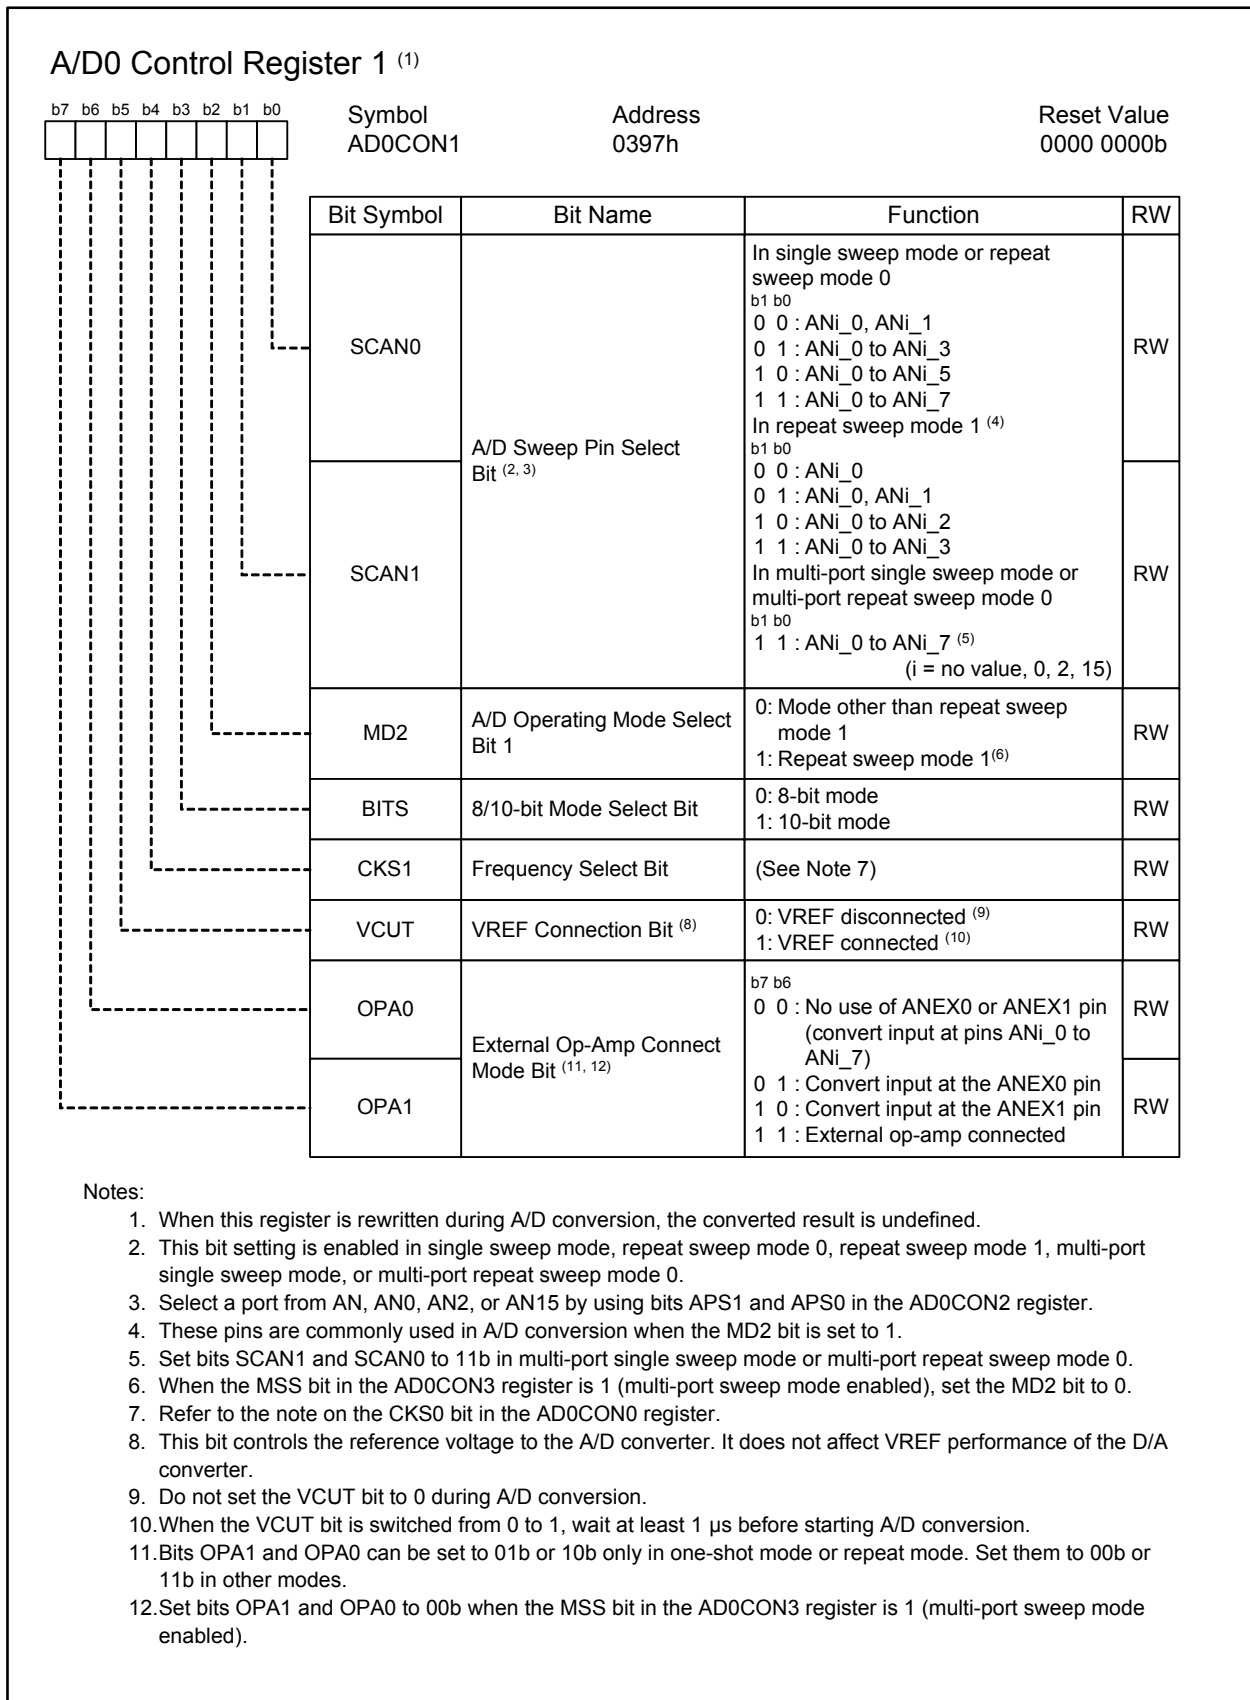 A/D0 Control Register 1 (1)
b7 b6 b5 b4 b3 b2 b1 b0
Symbol Address Reset Value
AD0CON1 0397h 0000 0000b
Bit Symbol Bit Name Function RW
SCAN0
A/D Sweep Pin Select
Bit (2, 3)
In single sweep mode or repeat
sweep mode 0
b1 b0
0 0 : ANi_0, ANi_1
0 1 : ANi_0 to ANi_3
1 0 : ANi_0 to ANi_5
1 1 : ANi_0 to ANi_7
In repeat sweep mode 1 (4)
b1 b0
0 0 : ANi_0
0 1 : ANi_0, ANi_1
1 0 : ANi_0 to ANi_2
1 1 : ANi_0 to ANi_3
In multi-port single sweep mode or
multi-port repeat sweep mode 0
b1 b0
1 1 : ANi_0 to ANi_7 (5)
(i = no value, 0, 2, 15)
RW
SCAN1
RW
MD2
A/D Operating Mode Select
Bit 1
0: Mode other than repeat sweep
mode 1
1: Repeat sweep mode 1(6)
RW
BITS
8/10-bit Mode Select Bit
0: 8-bit mode
1: 10-bit mode
RW
CKS1 Frequency Select Bit (See Note 7) RW
VCUT
VREF Connection Bit (8)
0: VREF disconnected (9)
1: VREF connected (10)
RW
OPA0
External Op-Amp Connect
Mode Bit (11, 12)
b7 b6
0 0 : No use of ANEX0 or ANEX1 pin
(convert input at pins ANi_0 to
ANi_7)
0 1 : Convert input at the ANEX0 pin
1 0 : Convert input at the ANEX1 pin
1 1 : External op-amp connected
RW
OPA1
RW
Notes:
1. When this register is rewritten during A/D conversion, the converted result is undefined.
2. This bit setting is enabled in single sweep mode, repeat sweep mode 0, repeat sweep mode 1, multi-port
single sweep mode, or multi-port repeat sweep mode 0.
3. Select a port from AN, AN0, AN2, or AN15 by using bits APS1 and APS0 in the AD0CON2 register.
4. These pins are commonly used in A/D conversion when the MD2 bit is set to 1.
5. Set bits SCAN1 and SCAN0 to 11b in multi-port single sweep mode or multi-port repeat sweep mode 0.
6. When the MSS bit in the AD0CON3 register is 1 (multi-port sweep mode enabled), set the MD2 bit to 0.
7. Refer to the note on the CKS0 bit in the AD0CON0 register.
8. This bit controls the reference voltage to the A/D converter. It does not affect VREF performance of the D/A
converter.
9. Do not set the VCUT bit to 0 during A/D conversion.
10.When the VCUT bit is switched from 0 to 1, wait at least 1 µs before starting A/D conversion.
11.Bits OPA1 and OPA0 can be set to 01b or 10b only in one-shot mode or repeat mode. Set them to 00b or
11b in other modes.
12.Set bits OPA1 and OPA0 to 00b when the MSS bit in the AD0CON3 register is 1 (multi-port sweep mode
enabled).